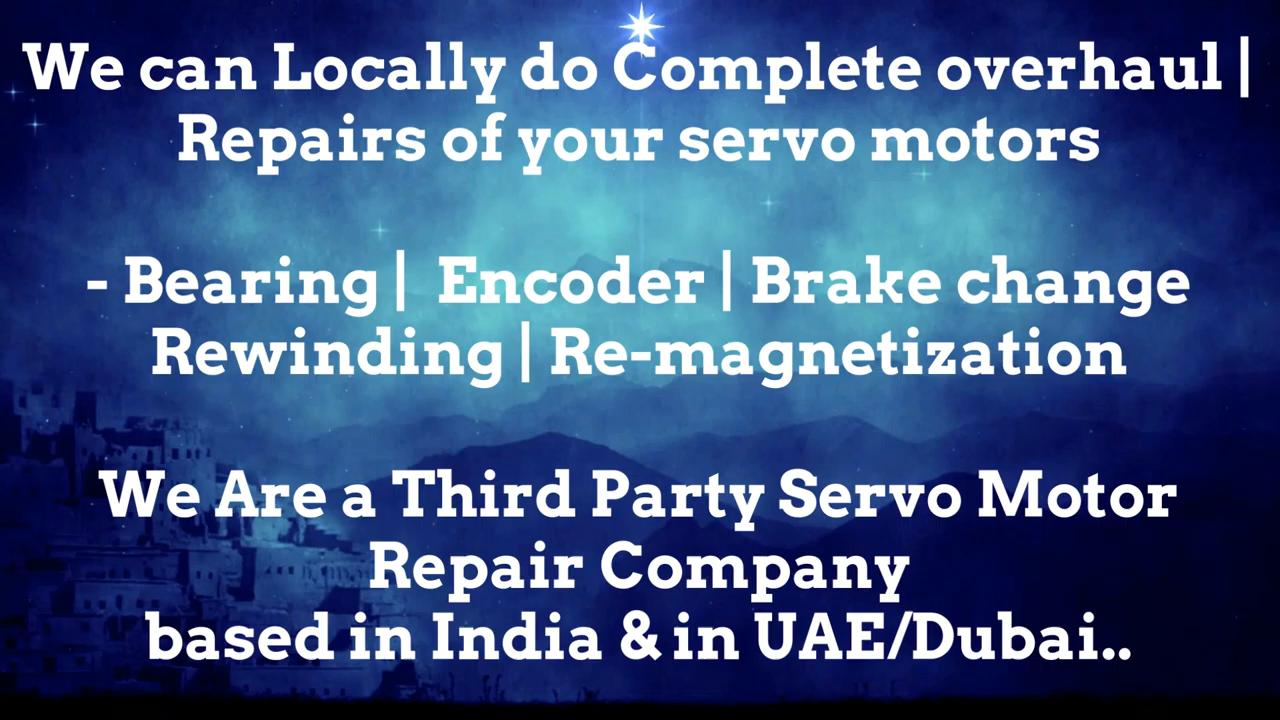 We can Locally do Complete overhaul |
Repairs of your servo motors
- Bearing | Encoder | Brake change
Rewinding | Re-magnetization
We Are a Third Party Servo Motor
Repair Company
based in India & in UAE/Dubai..